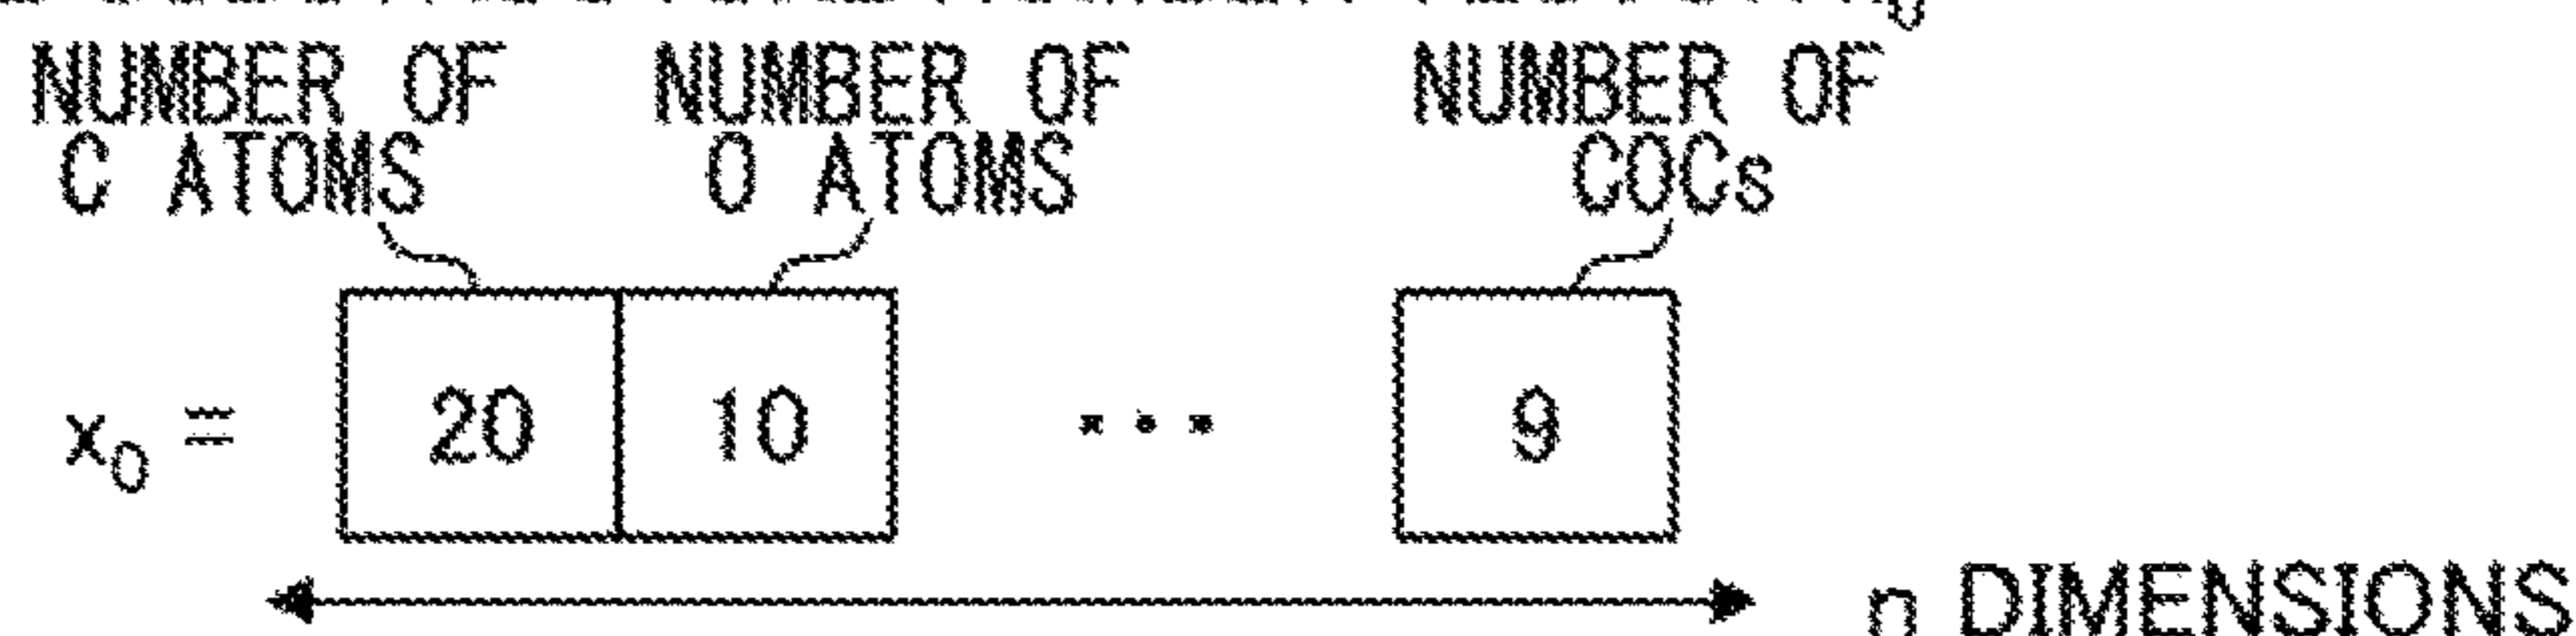 NUMBER OF NUMBER OF NUMBER OF
C ATOMS O ATOMS COCs
x0 = 20 10 ... 9
n DIMENSIONS